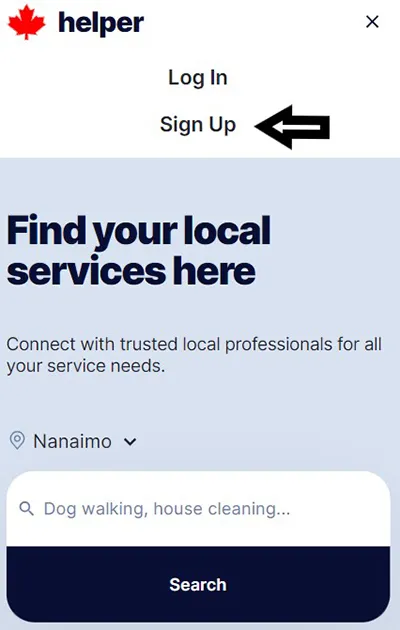 helper
Log In
Sign Up
Find your local
services here
Connect with trusted local professionals for all
your service needs.
Nanaimo
Dog walking, house cleaning...
Search